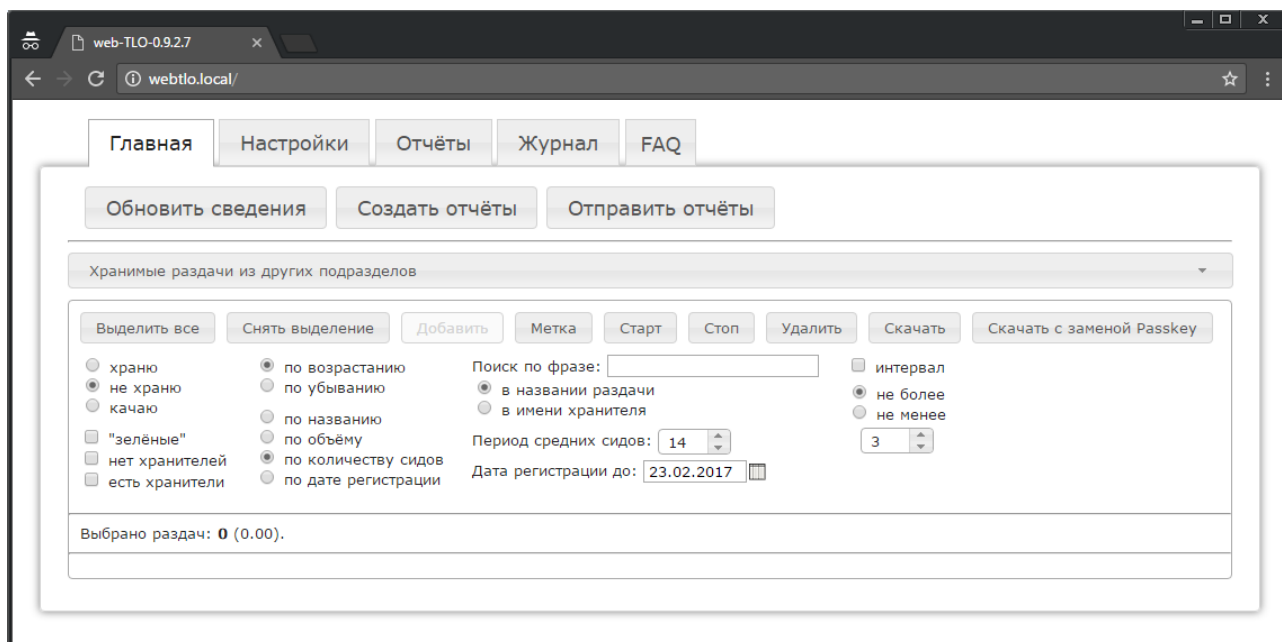 web-TLO-0.9.2.7
webtlo.local/
Главная Настройки Отчёты Журнал FAQ
Обновить сведения Создать отчёты Отправить отчёты
Хранимые раздачи из других подразделов
Выделить все Снять выделение Добавить Метка Старт Стоп Удалить Скачать Скачать с заменой Passkey
храню
не храню
качаю
"зелёные"
нет хранителей
есть хранители
по возрастанию
по убыванию
по названию
по объёму
по количеству сидов
по дате регистрации
Поиск по фразе:
в названии раздачи
в имени хранителя
Период средних сидов: 14
Дата регистрации до: 23.02.2017
интервал
не более
не менее
3
Выбрано раздач: 0 (0.00).